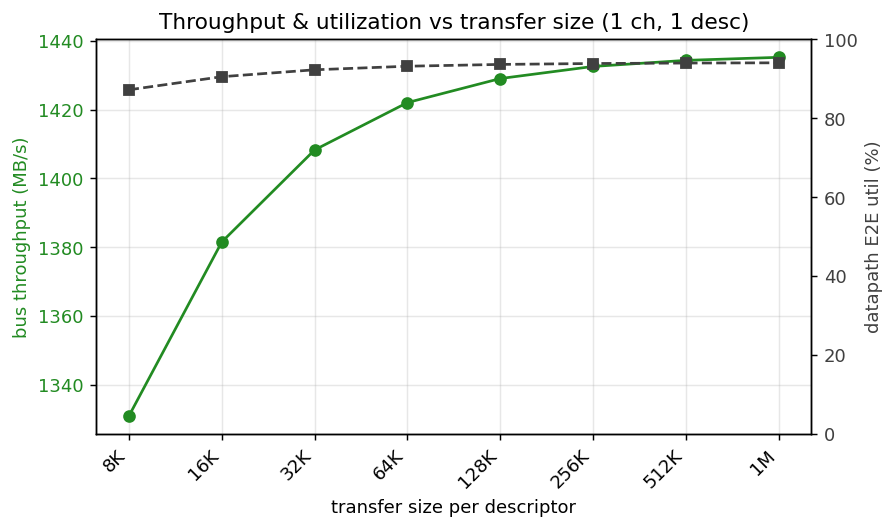 Throughput & utilization vs transfer size (1 ch, 1 desc)
bus throughput (MB/s)
1440
1420
1400
1380
1360
1340
100
80
60
40
20
0
datapath E2E util (%)
8K
16K
32K
64K
128K
256K
512K
1M
transfer size per descriptor